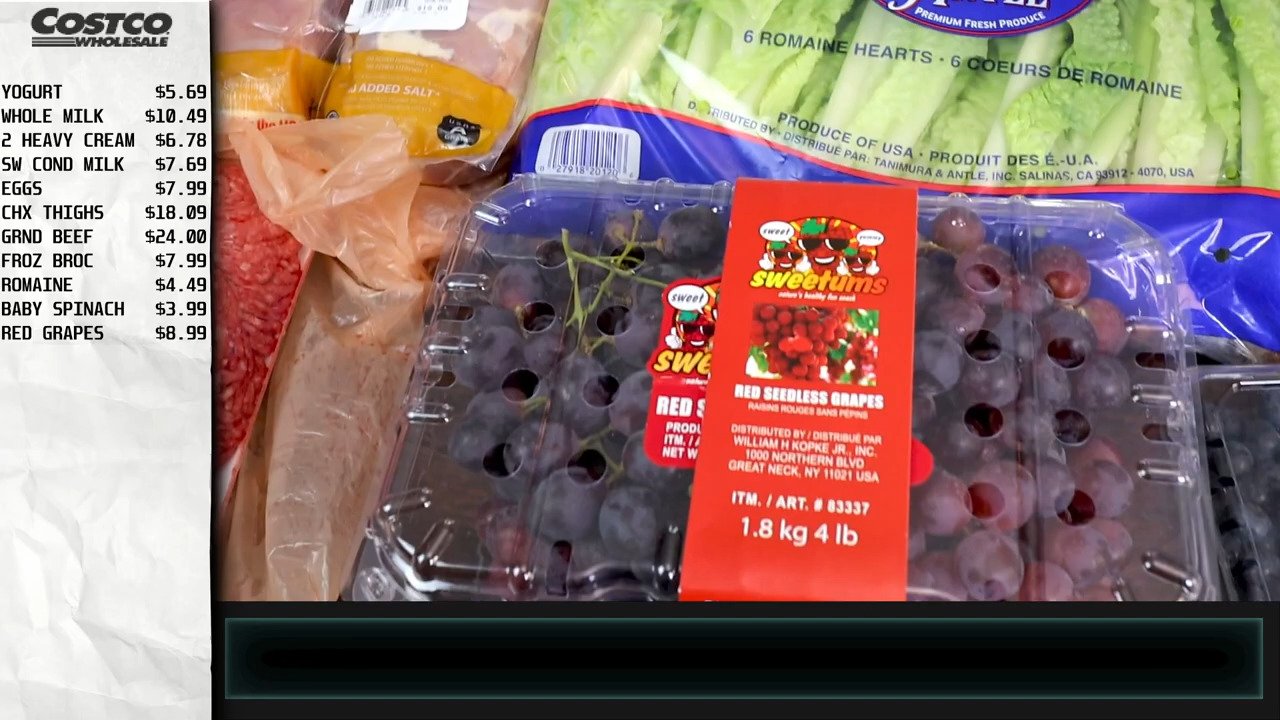 COSTCO
WHOLESALE
YOGURT $5.69
WHOLE MILK $10.49
2 HEAVY CREAM $6.78
SW COND MILK $7.69
EGGS $7.99
CHX THIGHS $18.09
GRND BEEF $24.00
FROZ BROC $7.99
ROMAINE $4.49
BABY SPINACH $3.99
RED GRAPES $8.99
ADDED SALT
PREMIUM FRESH PRODUCE
6 ROMAINE HEARTS · 6 COEURS DE ROMAINE
PRODUCE OF USA · PRODUIT DES É.-U.A.
DISTRIBUTED BY · DISTRIBUÉ PAR: TANIMURA & ANTLE, INC. SALINAS, CA 93912 - 4070, USA
sweet
SWE
RED S
PRODU
ITM. / A
NET W
sweet
yummy
sweetums
nature's healthy fun snack
RED SEEDLESS GRAPES
RAISINS ROUGES SANS PÉPINS
DISTRIBUTED BY / DISTRIBUÉ PAR
WILLIAM H KOPKE JR., INC.
1000 NORTHERN BLVD
GREAT NECK, NY 11021 USA
ITM. / ART. # 83337
1.8 kg 4 lb